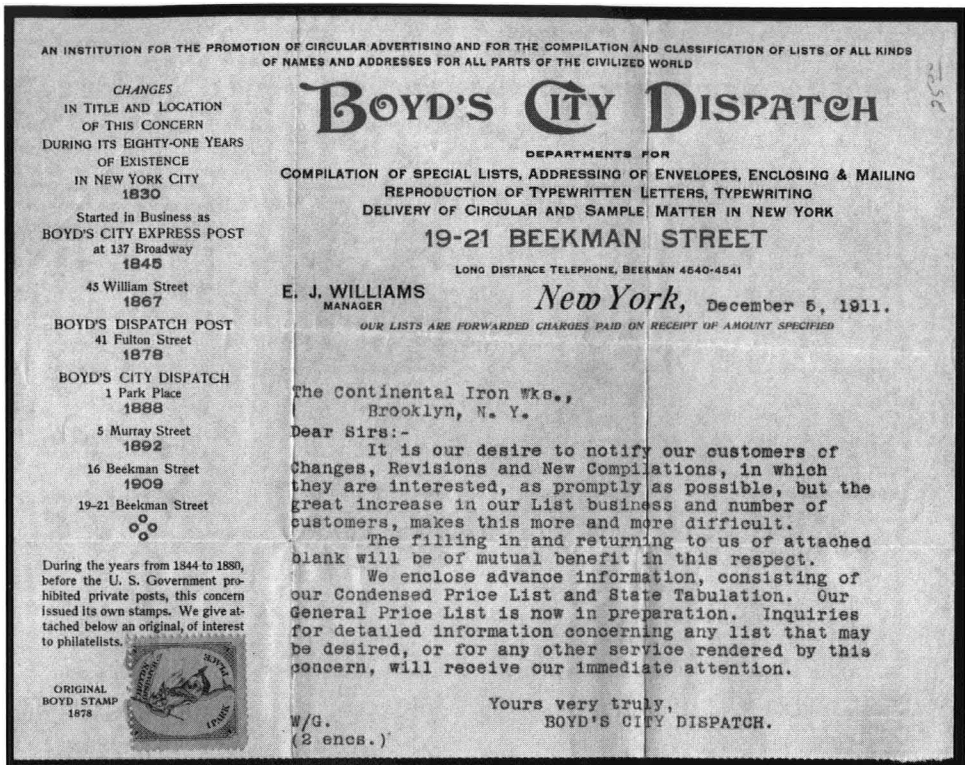 AN INSTITUTION FOR THE PROMOTION OF CIRCULAR ADVERTISING AND FOR THE COMPILATION AND CLASSIFICATION OF LISTS OF ALL KINDS
OF NAMES AND ADDRESSES FOR ALL PARTS OF THE CIVILIZED WORLD
CHANGES
IN TITLE AND LOCATION
OF THIS CONCERN
DURING ITS EIGHTY-ONE YEARS
OF EXISTENCE
IN NEW YORK CITY
1830
Started in Business as
BOYD'S CITY EXPRESS POST
at 137 Broadway
1845
45 William Street
1867
BOYD'S DISPATCH POST
41 Fulton Street
1878
BOYD'S CITY DISPATCH
1 Park Place
1888
5 Murray Street
1892
16 Beekman Street
1909
19-21 Beekman Street
During the years from 1844 to 1880,
before the U. S. Government pro-
hibited private posts, this concern
issued its own stamps. We give at-
tached below an original, of interest
to philatelists.
ORIGINAL
BOYD STAMP
1878
1 PARK
PLACE
BOYD'S CITY DISPATCH
DEPARTMENTS FOR
COMPILATION OF SPECIAL LISTS, ADDRESSING OF ENVELOPES, ENCLOSING & MAILING
REPRODUCTION OF TYPEWRITTEN LETTERS, TYPEWRITING
DELIVERY OF CIRCULAR AND SAMPLE MATTER IN NEW YORK
19-21 BEEKMAN STREET
LONG DISTANCE TELEPHONE, BEEKMAN 4540-4541
E. J. WILLIAMS
MANAGER
New York, December 5, 1911.
OUR LISTS ARE FORWARDED CHARGES PAID ON RECEIPT OF AMOUNT SPECIFIED
The Continental Iron Wks.,
Brooklyn, N. Y.
Dear Sirs:-
It is our desire to notify our customers of
Changes, Revisions and New Compilations, in which
they are interested, as promptly as possible, but the
great increase in our List business and number of
customers, makes this more and more difficult.
The filling in and returning to us of attached
blank will be of mutual benefit in this respect.
We enclose advance information, consisting of
our Condensed Price List and State Tabulation. Our
General Price List is now in preparation. Inquiries
for detailed information concerning any list that may
be desired, or for any other service rendered by this
concern, will receive our immediate attention.
Yours very truly,
W/G. BOYD'S CITY DISPATCH.
(2 encs.)